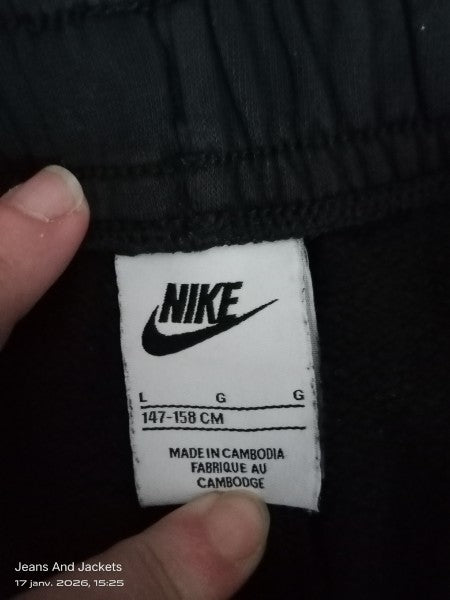 NIKE
L G G
147-158 CM
MADE IN CAMBODIA
FABRIQUE AU
CAMBODGE
Jeans And Jackets
17 janv. 2026, 15:25